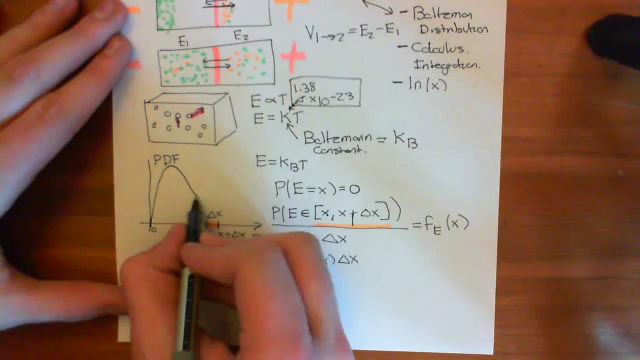 E1 E2
V1→2 = E2 - E1
- Boltzman Distribution
- Calculus. Integration.
- ln(x)
E ∝ T
1.38 × 10-23
E = KT
Boltzmann Constant. = KB
E = KBT
PDF
0
Δx
x+Δx
P(E = x) = 0
P(E ∈ [x, x + Δx])
Δx
= fE(x)
) Δx